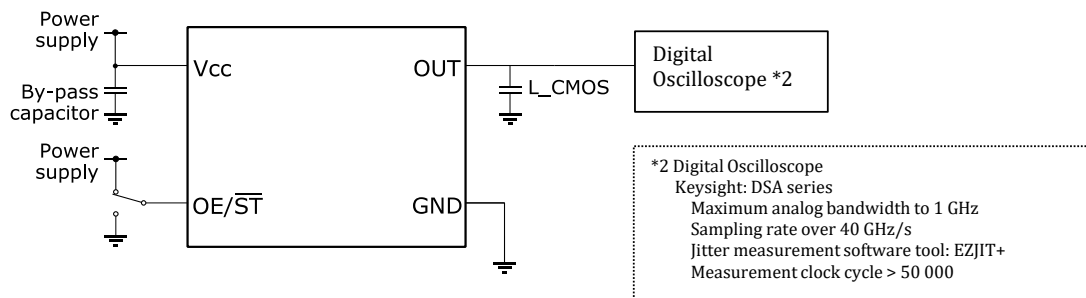 Power
supply
Vcc
By-pass
capacitor
Power
supply
OE/ST
OUT
GND
L_CMOS
Digital
Oscilloscope *2
*2 Digital Oscilloscope
Keysight: DSA series
Maximum analog bandwidth to 1 GHz
Sampling rate over 40 GHz/s
Jitter measurement software tool: EZJIT+
Measurement clock cycle > 50 000